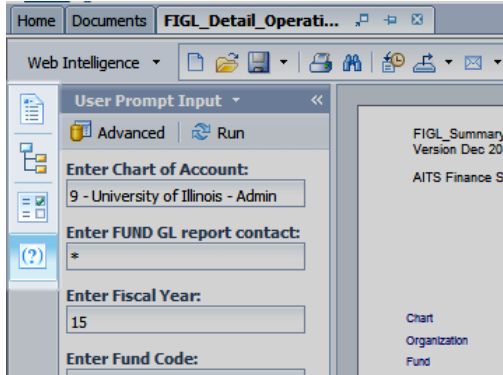 Home Documents FIGL_Detail_Operati...
Web Intelligence
User Prompt Input
Advanced Run
Enter Chart of Account:
9 - University of Illinois - Admin
Enter FUND GL report contact:
*
Enter Fiscal Year:
15
Enter Fund Code:
FIGL_Summary
Version Dec 20
AITS Finance S
Chart
Organization
Fund